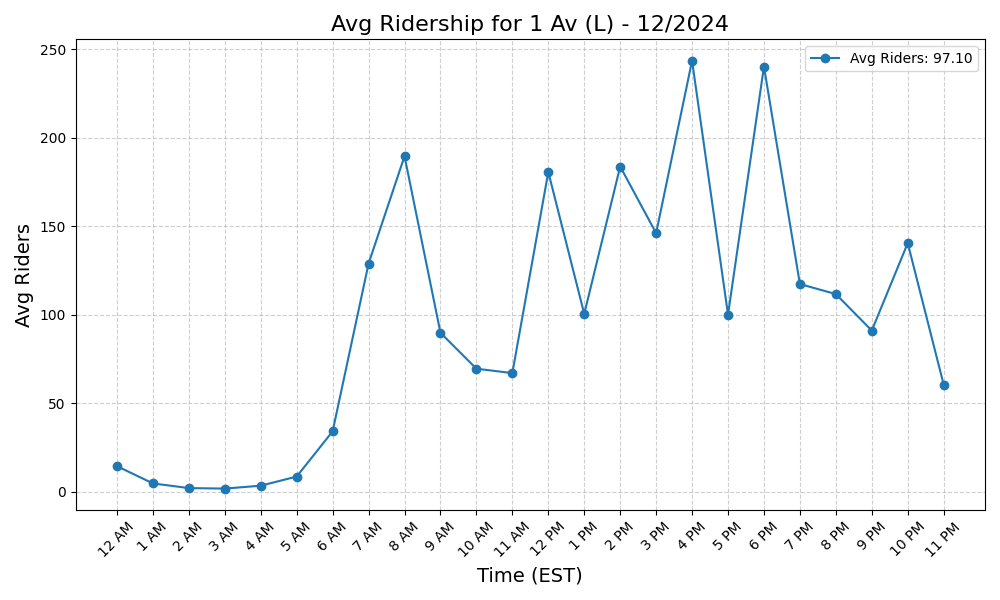 Avg Ridership for 1 Av (L) - 12/2024
Avg Riders: 97.10
Avg Riders
250
200
150
100
50
0
12 AM
1 AM
2 AM
3 AM
4 AM
5 AM
6 AM
7 AM
8 AM
9 AM
10 AM
11 AM
12 PM
1 PM
2 PM
3 PM
4 PM
5 PM
6 PM
7 PM
8 PM
9 PM
10 PM
11 PM
Time (EST)